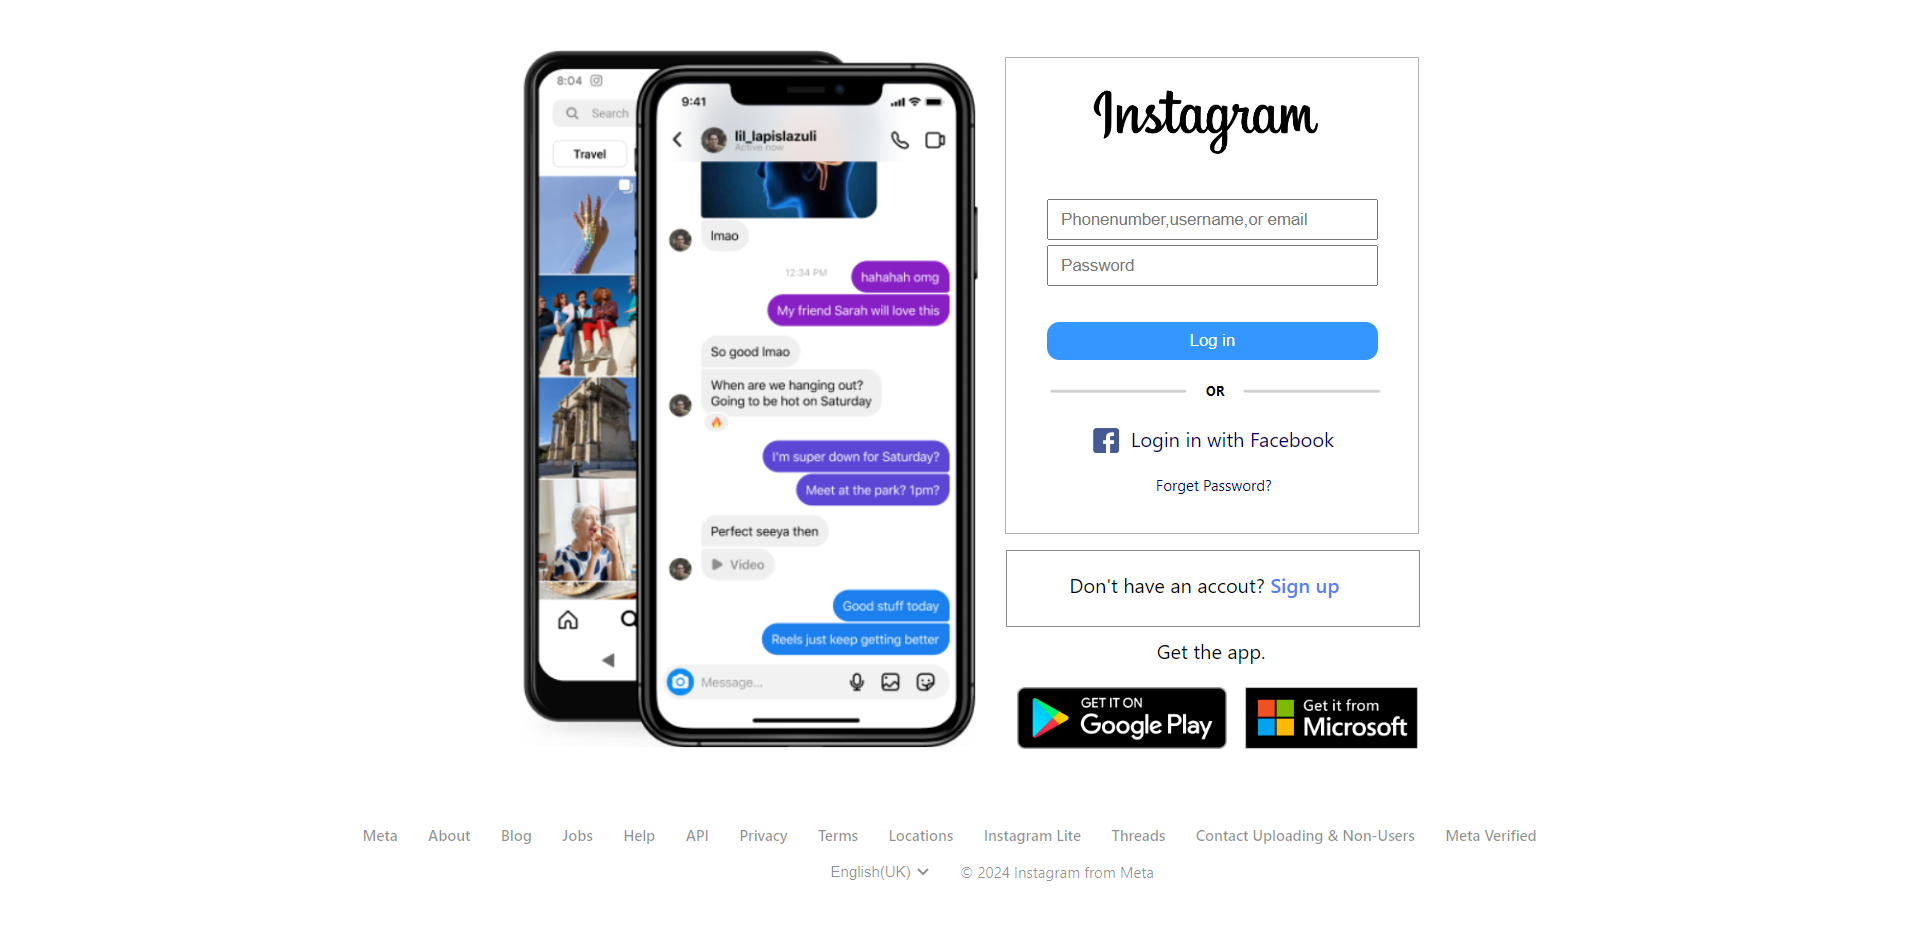 8:04
Search
Travel
9:41
lil_lapislazuli
Active now
lmao
12:34 PM
hahahah omg
My friend Sarah will love this
So good lmao
When are we hanging out?
Going to be hot on Saturday
I'm super down for Saturday?
Meet at the park? 1pm?
Perfect seeya then
Video
Good stuff today
Reels just keep getting better
Message...
Instagram
Phonenumber,username,or email
Password
Log in
OR
Login in with Facebook
Forget Password?
Don't have an accout? Sign up
Get the app.
GET IT ON
Google Play
Get it from
Microsoft
Meta About Blog Jobs Help API Privacy Terms Locations Instagram Lite Threads Contact Uploading & Non-Users Meta Verified
English(UK) © 2024 Instagram from Meta